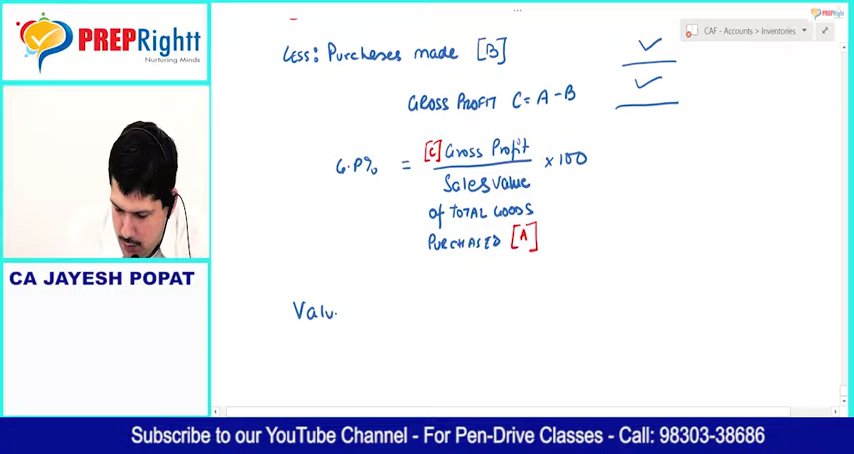 PREPRightt
Nurturing Minds
PREPRight
CAF - Accounts > Inventories
Less: Purchases made [B]
GROSS PROFIT C = A - B
G.P% = [C] Gross Profit × 100
Sales Value
of TOTAL GOODS
PURCHASED [A]
CA JAYESH POPAT
Valu
Subscribe to our YouTube Channel - For Pen-Drive Classes - Call: 98303-38686